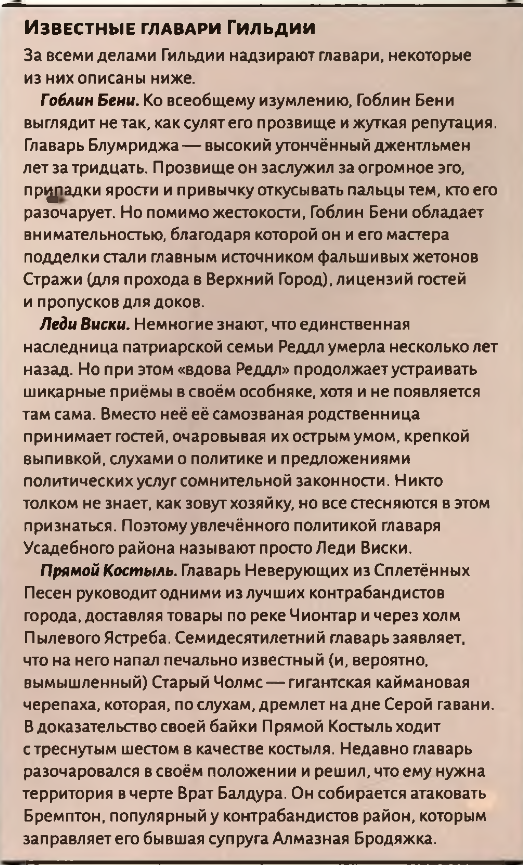 Известные главари Гильдии
За всеми делами Гильдии надзирают главари, некоторые
из них описаны ниже.
Гоблин Бени. Ко всеобщему изумлению, Гоблин Бени
выглядит не так, как сулят его прозвище и жуткая репутация.
Главарь Блумриджа — высокий утончённый джентльмен
лет за тридцать. Прозвище он заслужил за огромное эго,
припадки ярости и привычку откусывать пальцы тем, кто его
разочарует. Но помимо жестокости, Гоблин Бени обладает
внимательностью, благодаря которой он и его мастера
подделки стали главным источником фальшивых жетонов
Стражи (для прохода в Верхний Город), лицензий гостей
и пропусков для доков.
Леди Виски. Немногие знают, что единственная
наследница патриарской семьи Реддл умерла несколько лет
назад. Но при этом «вдова Реддл» продолжает устраивать
шикарные приёмы в своём особняке, хотя и не появляется
там сама. Вместо неё её самозваная родственница
принимает гостей, очаровывая их острым умом, крепкой
выпивкой, слухами о политике и предложениями
политических услуг сомнительной законности. Никто
толком не знает, как зовут хозяйку, но все стесняются в этом
признаться. Поэтому увлечённого политикой главаря
Усадебного района называют просто Леди Виски.
Прямой Костыль. Главарь Неверующих из Сплетённых
Песен руководит одними из лучших контрабандистов
города, доставляя товары по реке Чионтар и через холм
Пылевого Ястреба. Семидесятилетний главарь заявляет,
что на него напал печально известный (и, вероятно,
вымышленный) Старый Чолмс — гигантская каймановая
черепаха, которая, по слухам, дремлет на дне Серой гавани.
В доказательство своей байки Прямой Костыль ходит
с треснутым шестом в качестве костыля. Недавно главарь
разочаровался в своём положении и решил, что ему нужна
территория в черте Врат Балдура. Он собирается атаковать
Бремптон, популярный у контрабандистов район, которым
заправляет его бывшая супруга Алмазная Бродяжка.